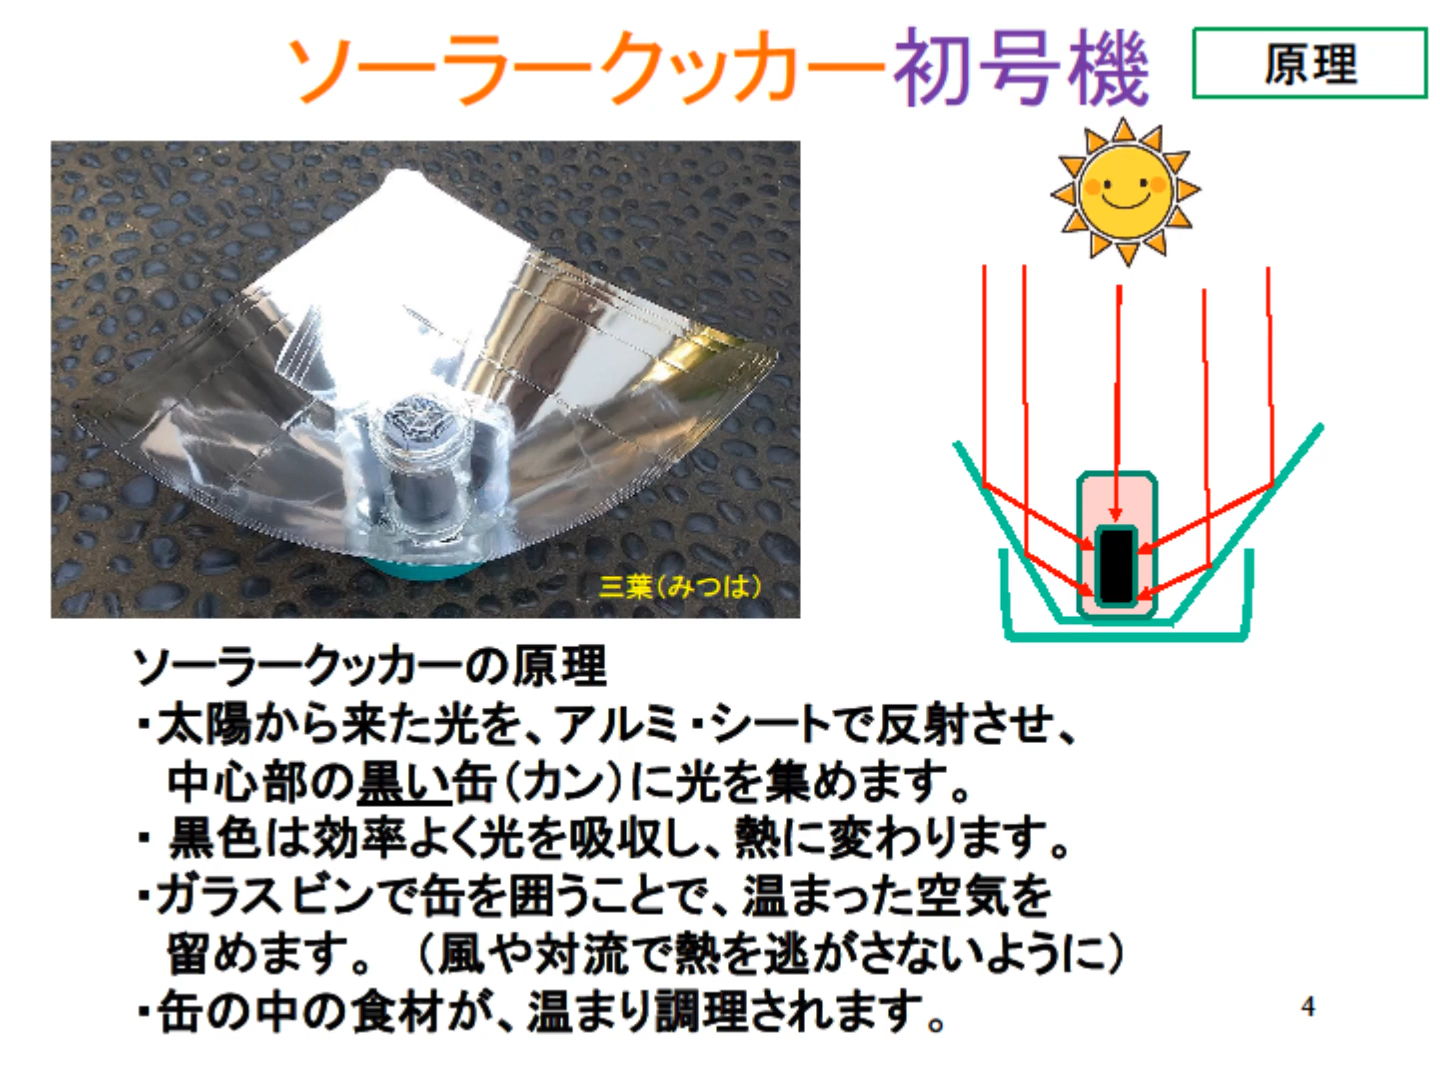 ソーラークッカー初号機
原理
三葉(みつは)
ソーラークッカーの原理
・太陽から来た光を、アルミ・シートで反射させ、
中心部の黒い缶(カン)に光を集めます。
・ 黒色は効率よく光を吸収し、熱に変わります。
・ガラスビンで缶を囲うことで、温まった空気を
留めます。 (風や対流で熱を逃がさないように)
・缶の中の食材が、温まり調理されます。
4